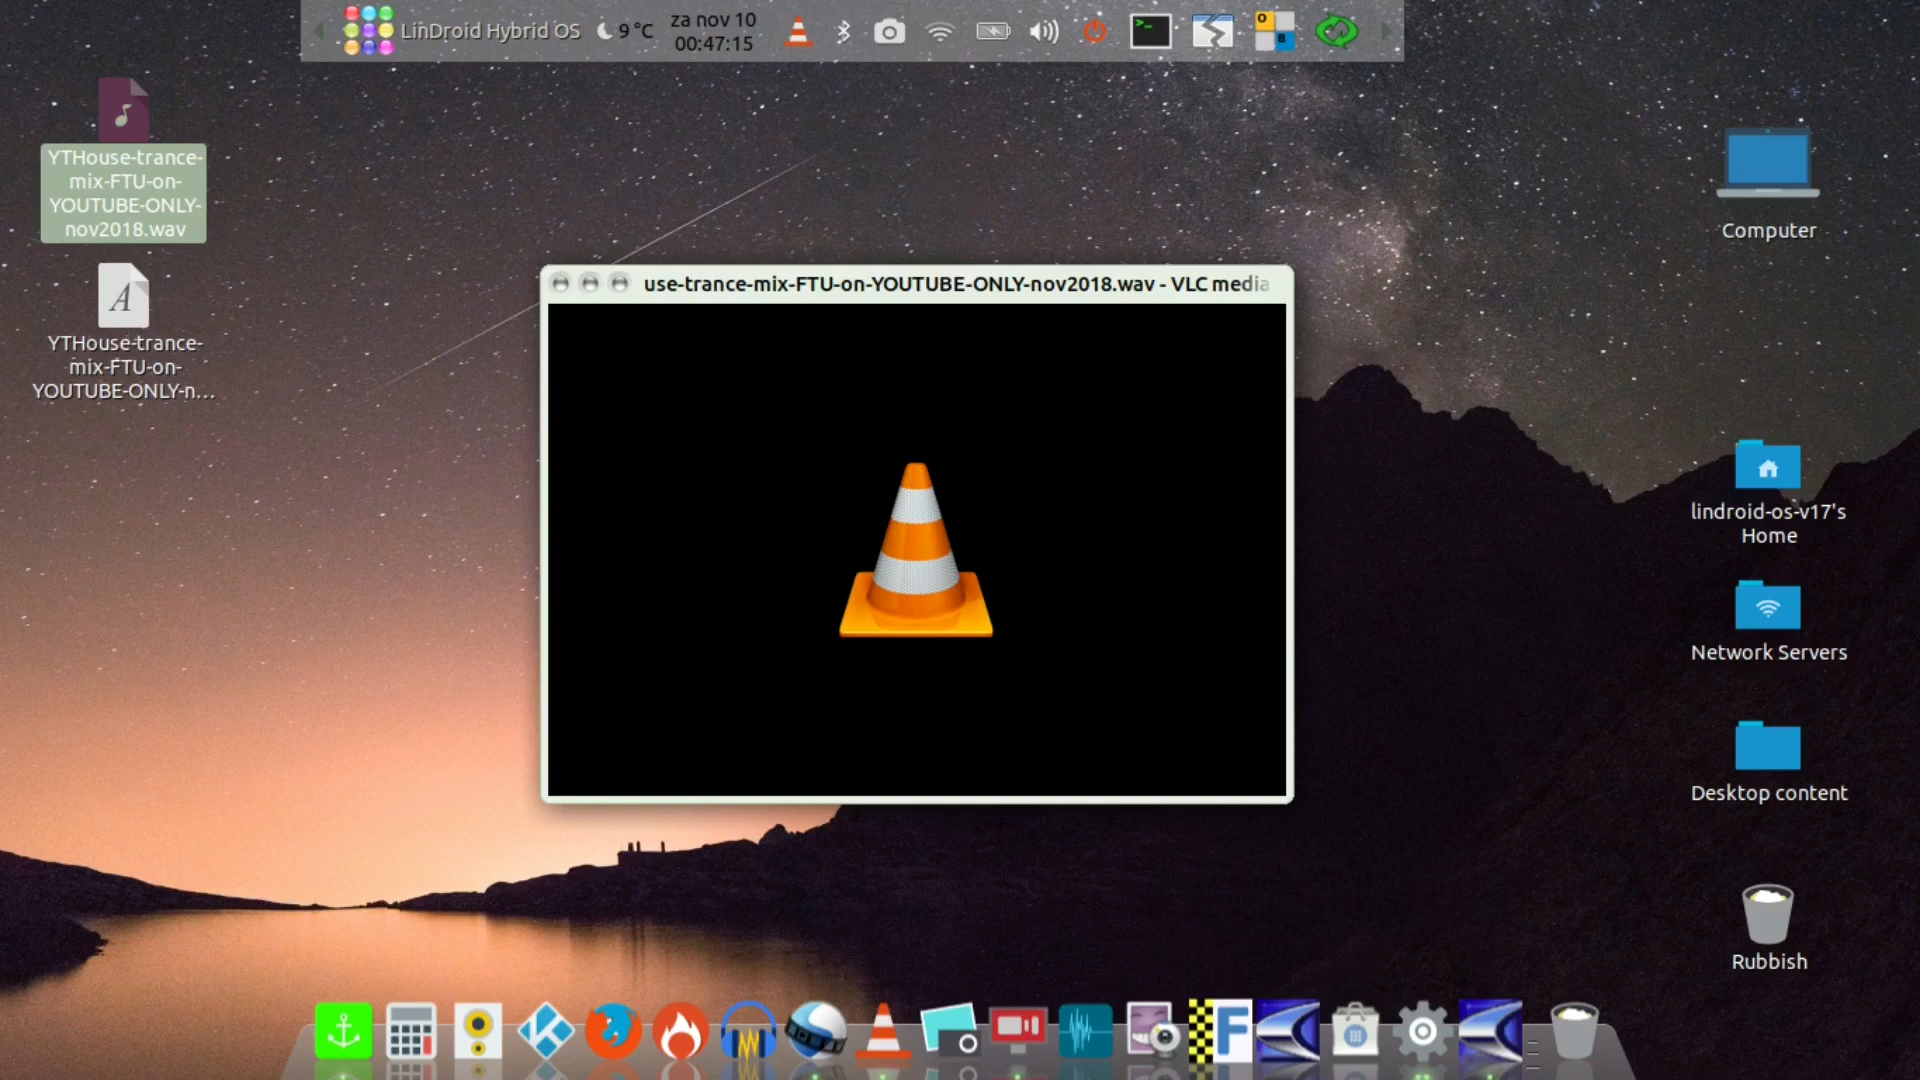 LinDroid Hybrid OS
9 °C
za nov 10
00:47:15
YTHouse-trance-
mix-FTU-on-
YOUTUBE-ONLY-
nov2018.wav
YTHouse-trance-
mix-FTU-on-
YOUTUBE-ONLY-n...
use-trance-mix-FTU-on-YOUTUBE-ONLY-nov2018.wav - VLC media
Computer
lindroid-os-v17's
Home
Network Servers
Desktop content
Rubbish